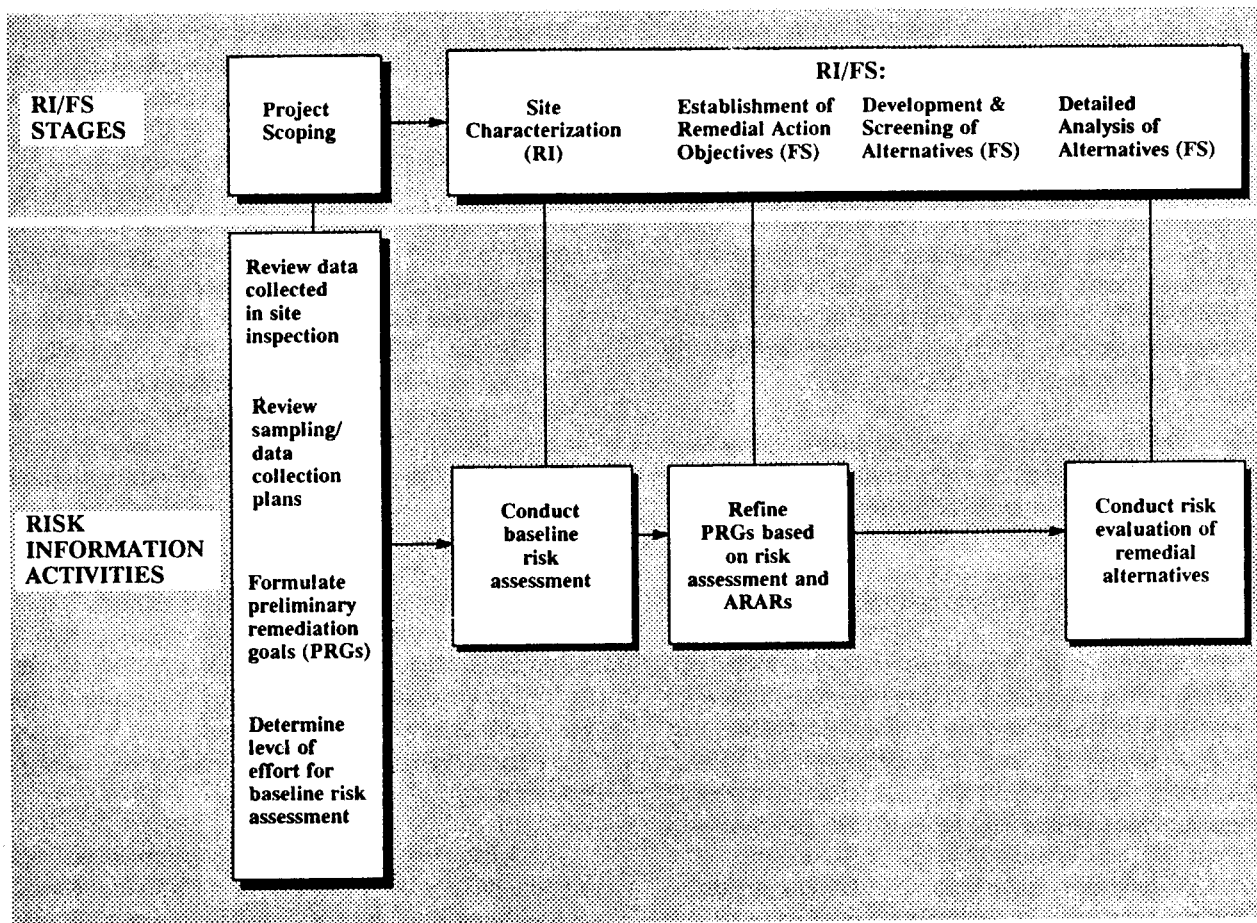 RI/FS
STAGES
Project
Scoping
RI/FS:
Site
Characterization
(RI)
Establishment of
Remedial Action
Objectives (FS)
Development &
Screening of
Alternatives (FS)
Detailed
Analysis of
Alternatives (FS)
RISK
INFORMATION
ACTIVITIES
Review data
collected
in site
inspection
Review
sampling/
data
collection
plans
Formulate
preliminary
remediation
goals (PRGs)
Determine
level of
effort for
baseline risk
assessment
Conduct
baseline
risk
assessment
Refine
PRGs based
on risk
assessment and
ARARs
Conduct risk
evaluation of
remedial
alternatives